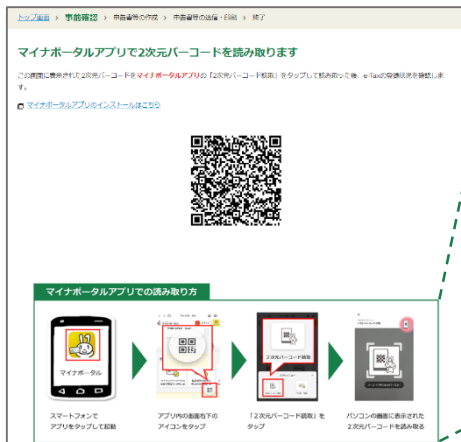 トップ画面 › 事前確認 › 申告書等の作成 › 申告書等の送信・印刷 › 終了
マイナポータルアプリで2次元バーコードを読み取ります
この画面に表示された2次元バーコードをマイナポータルアプリの「2次元バーコード読取」をタップして読み取った後、e-Taxの登録状況を確認しま
す。
マイナポータルアプリのインストールはこちら
マイナポータルアプリでの読み取り方
マイナポータル
2次元バーコード読取
スマートフォンで
アプリをタップして起動
アプリ内の画面右下の
アイコンをタップ
「2次元バーコード読取」を
タップ
パソコンの画面に表示された
2次元バーコードを読み取る